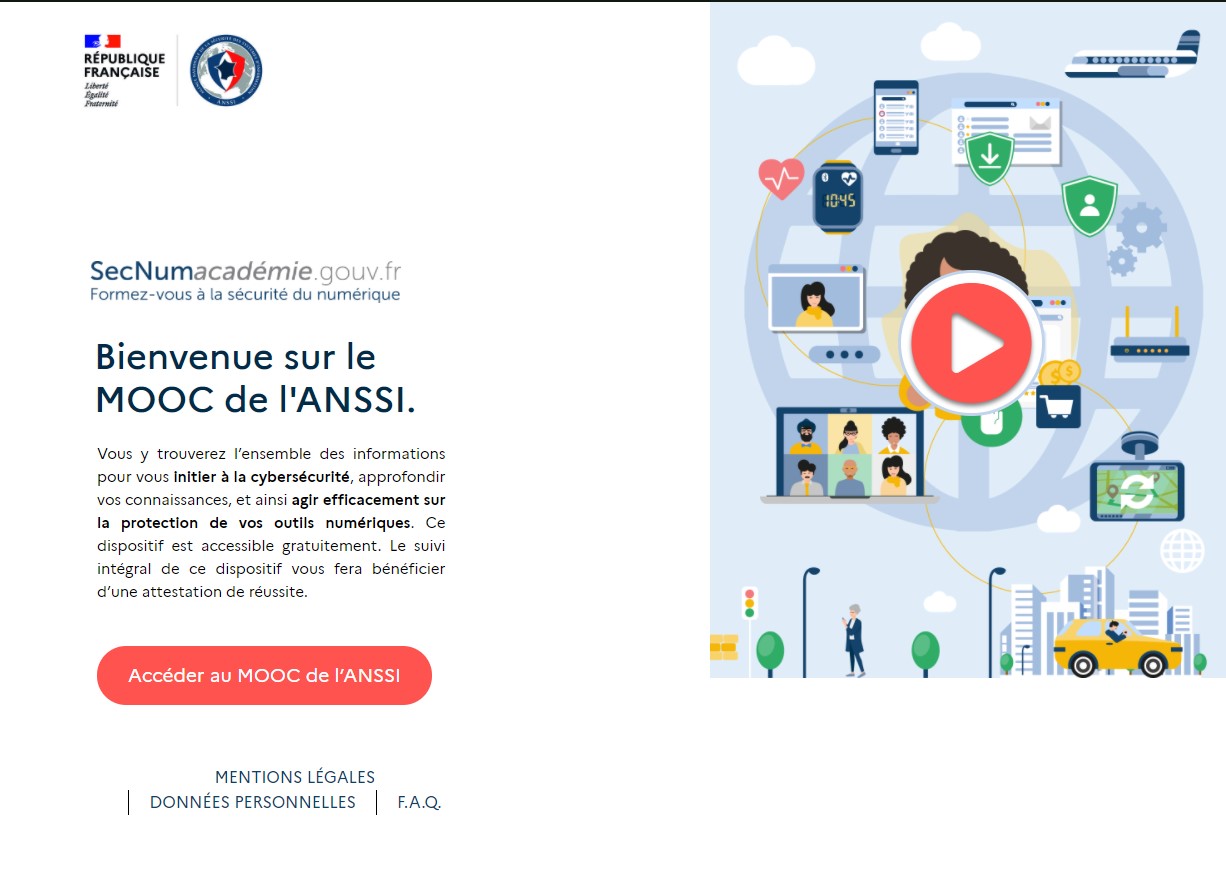 RÉPUBLIQUE
FRANÇAISE
Liberté
Égalité
Fraternité
ANSSI
SecNumacadémie.gouv.fr
Formez-vous à la sécurité du numérique
Bienvenue sur le
MOOC de l'ANSSI.
Vous y trouverez l’ensemble des informations
pour vous initier à la cybersécurité, approfondir
vos connaissances, et ainsi agir efficacement sur
la protection de vos outils numériques. Ce
dispositif est accessible gratuitement. Le suivi
intégral de ce dispositif vous fera bénéficier
d’une attestation de réussite.
Accéder au MOOC de l’ANSSI
MENTIONS LÉGALES
DONNÉES PERSONNELLES
F.A.Q.
10:45
$
$